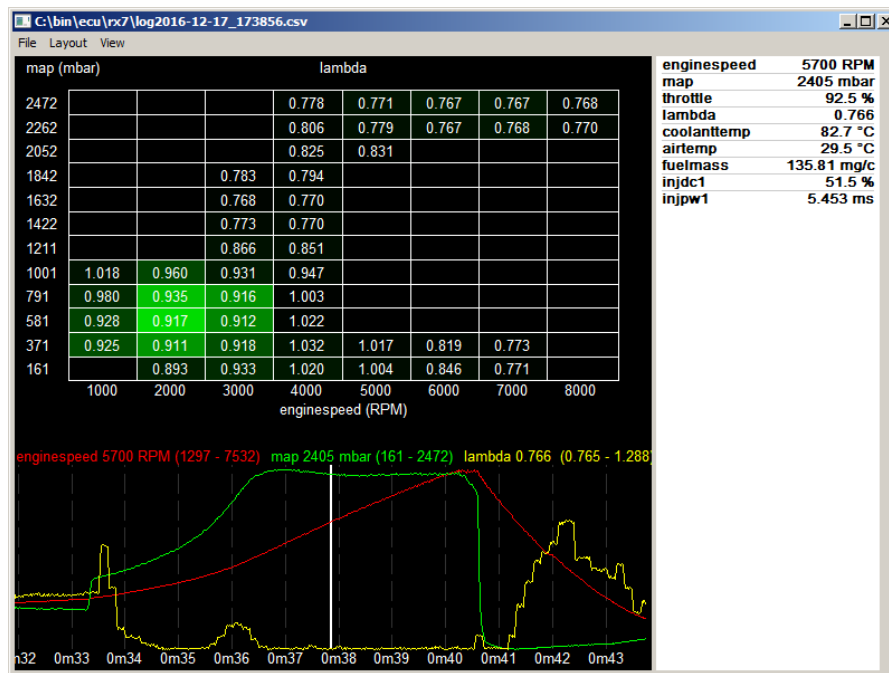 C:\bin\ecu\rx7\log2016-12-17_173856.csv
File Layout View
map (mbar) lambda
2472 0.778 0.771 0.767 0.767 0.768
2262 0.806 0.779 0.767 0.768 0.770
2052 0.825 0.831
1842 0.783 0.794
1632 0.768 0.770
1422 0.773 0.770
1211 0.866 0.851
1001 1.018 0.960 0.931 0.947
791 0.980 0.935 0.916 1.003
581 0.928 0.917 0.912 1.022
371 0.925 0.911 0.918 1.032 1.017 0.819 0.773
161 0.893 0.933 1.020 1.004 0.846 0.771
1000 2000 3000 4000 5000 6000 7000 8000
enginespeed (RPM)
enginespeed 5700 RPM (1297 - 7532) map 2405 mbar (161 - 2472) lambda 0.766 (0.765 - 1.288)
0m33 0m34 0m35 0m36 0m37 0m38 0m39 0m40 0m41 0m42 0m43
enginespeed 5700 RPM
map 2405 mbar
throttle 92.5 %
lambda 0.766
coolanttemp 82.7 °C
airtemp 29.5 °C
fuelmass 135.81 mg/c
injdc1 51.5 %
injpw1 5.453 ms